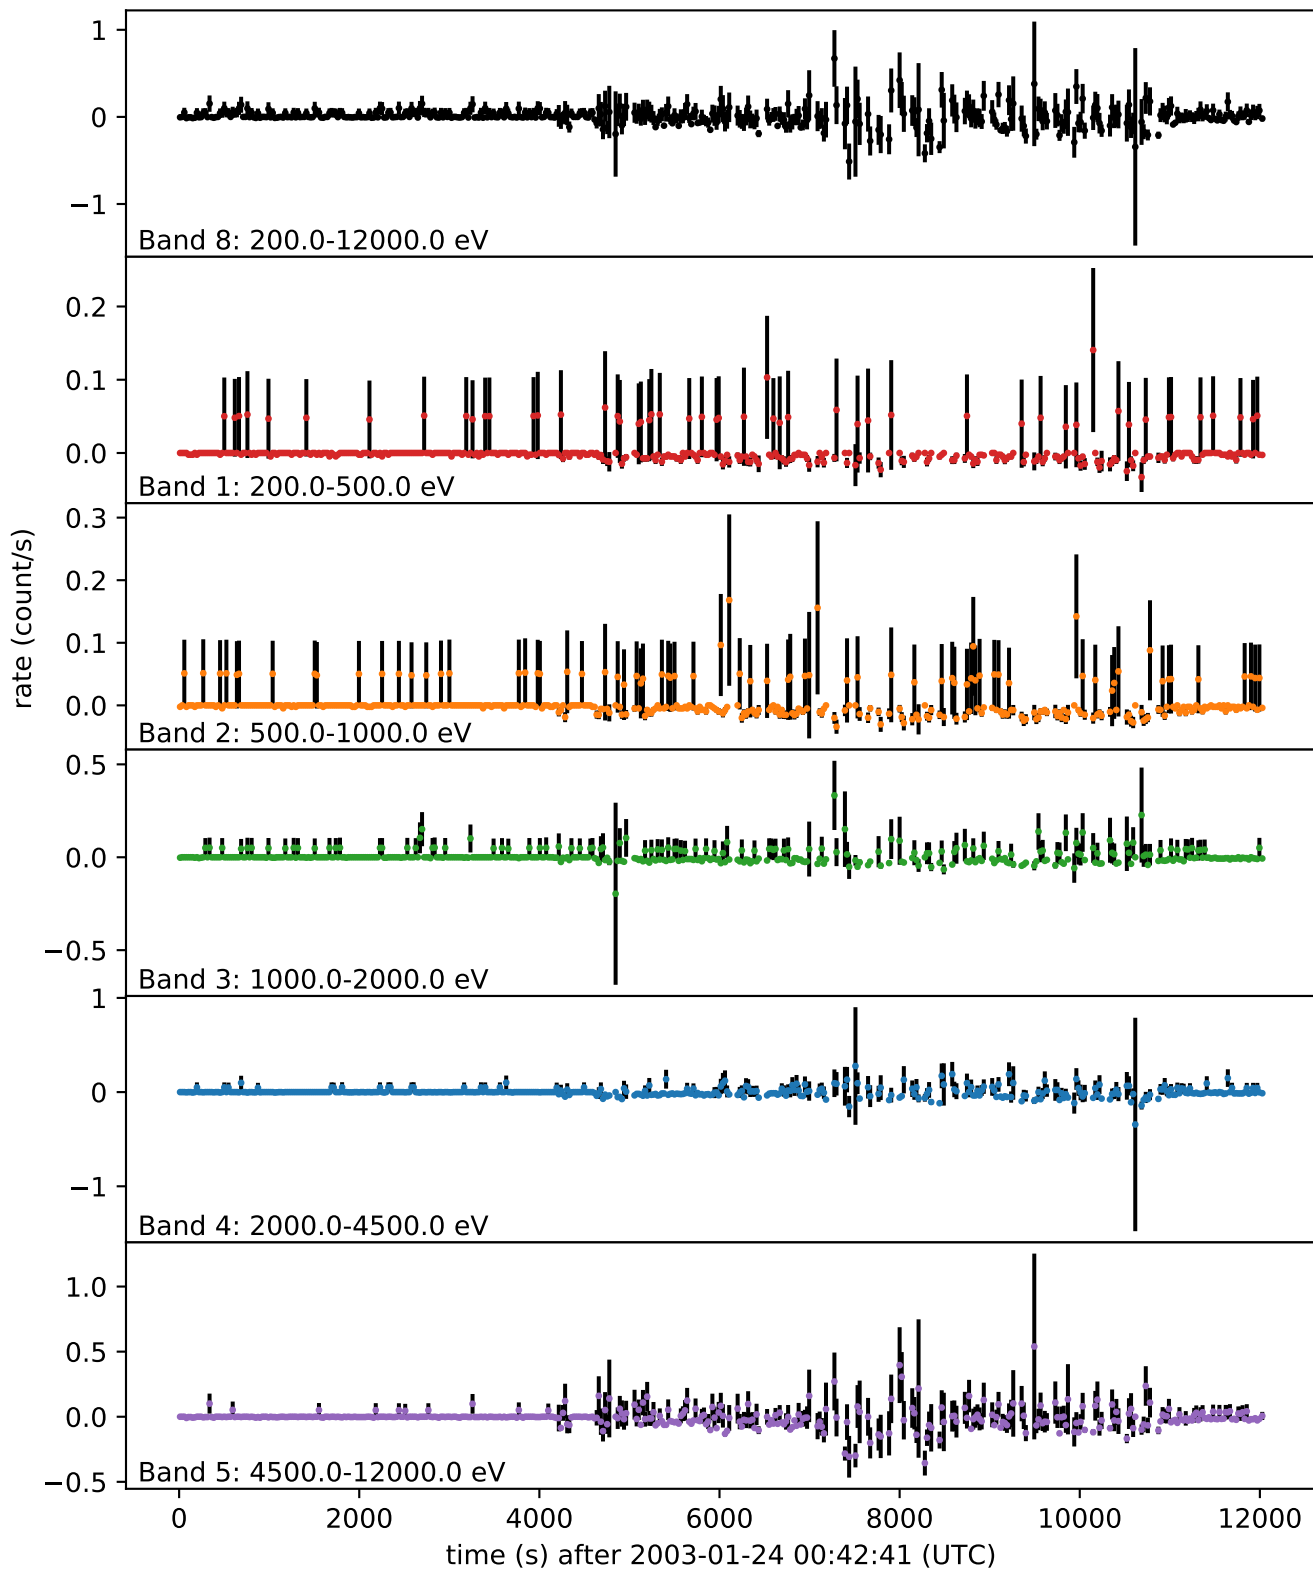 1
0
−1
Band 8: 200.0-12000.0 eV
0.2
0.1
0.0
Band 1: 200.0-500.0 eV
rate (count/s)
0.3
0.2
0.1
0.0
Band 2: 500.0-1000.0 eV
0.5
0.0
−0.5
Band 3: 1000.0-2000.0 eV
1
0
−1
Band 4: 2000.0-4500.0 eV
1.0
0.5
0.0
−0.5
Band 5: 4500.0-12000.0 eV
0 2000 4000 6000 8000 10000 12000
time (s) after 2003-01-24 00:42:41 (UTC)